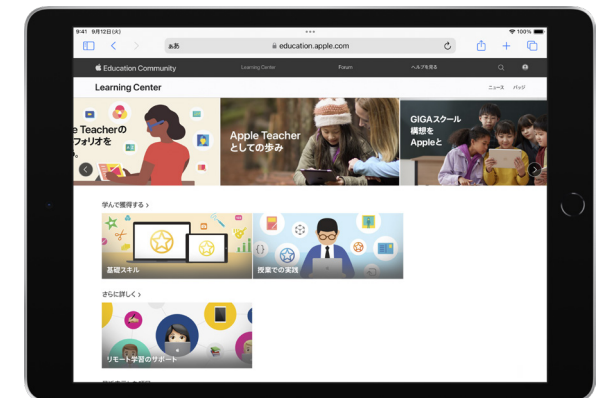 9:41 9月12日(火)
100%
ぁあ
education.apple.com
Education Community
Learning Center
Forum
ヘルプを見る
Learning Center
ニュース
バッジ
e Teacherの
フォリオを
Apple Teacher
としての歩み
GIGAスクール
構想を
Appleと
学んで獲得する >
基礎スキル
授業での実践
さらに詳しく >
リモート学習のサポート